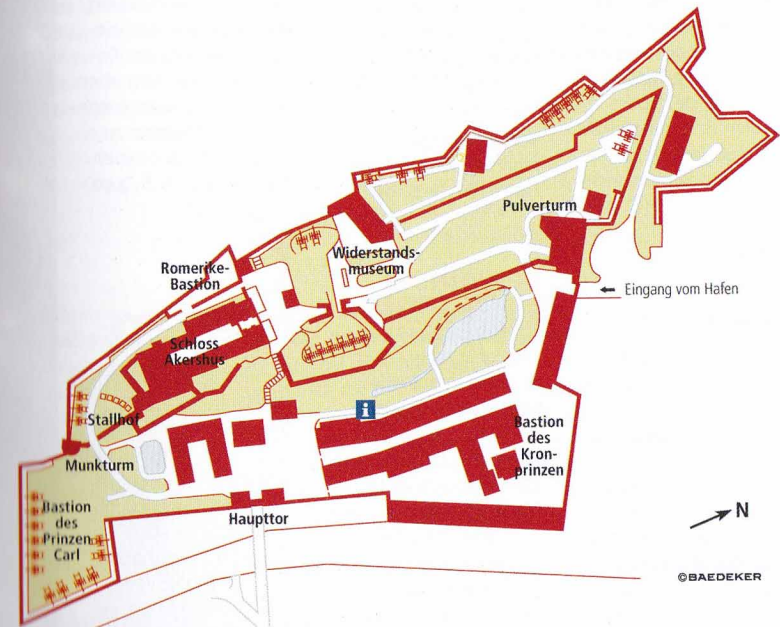 Pulverturm
Widerstands-
museum
Romerike-
Bastion
Eingang vom Hafen
Schloss
Akershus
Stallhof
i
Bastion
des
Kron-
prinzen
Munkturm
Bastion
des
Prinzen
Carl
Haupttor
N
©BAEDEKER